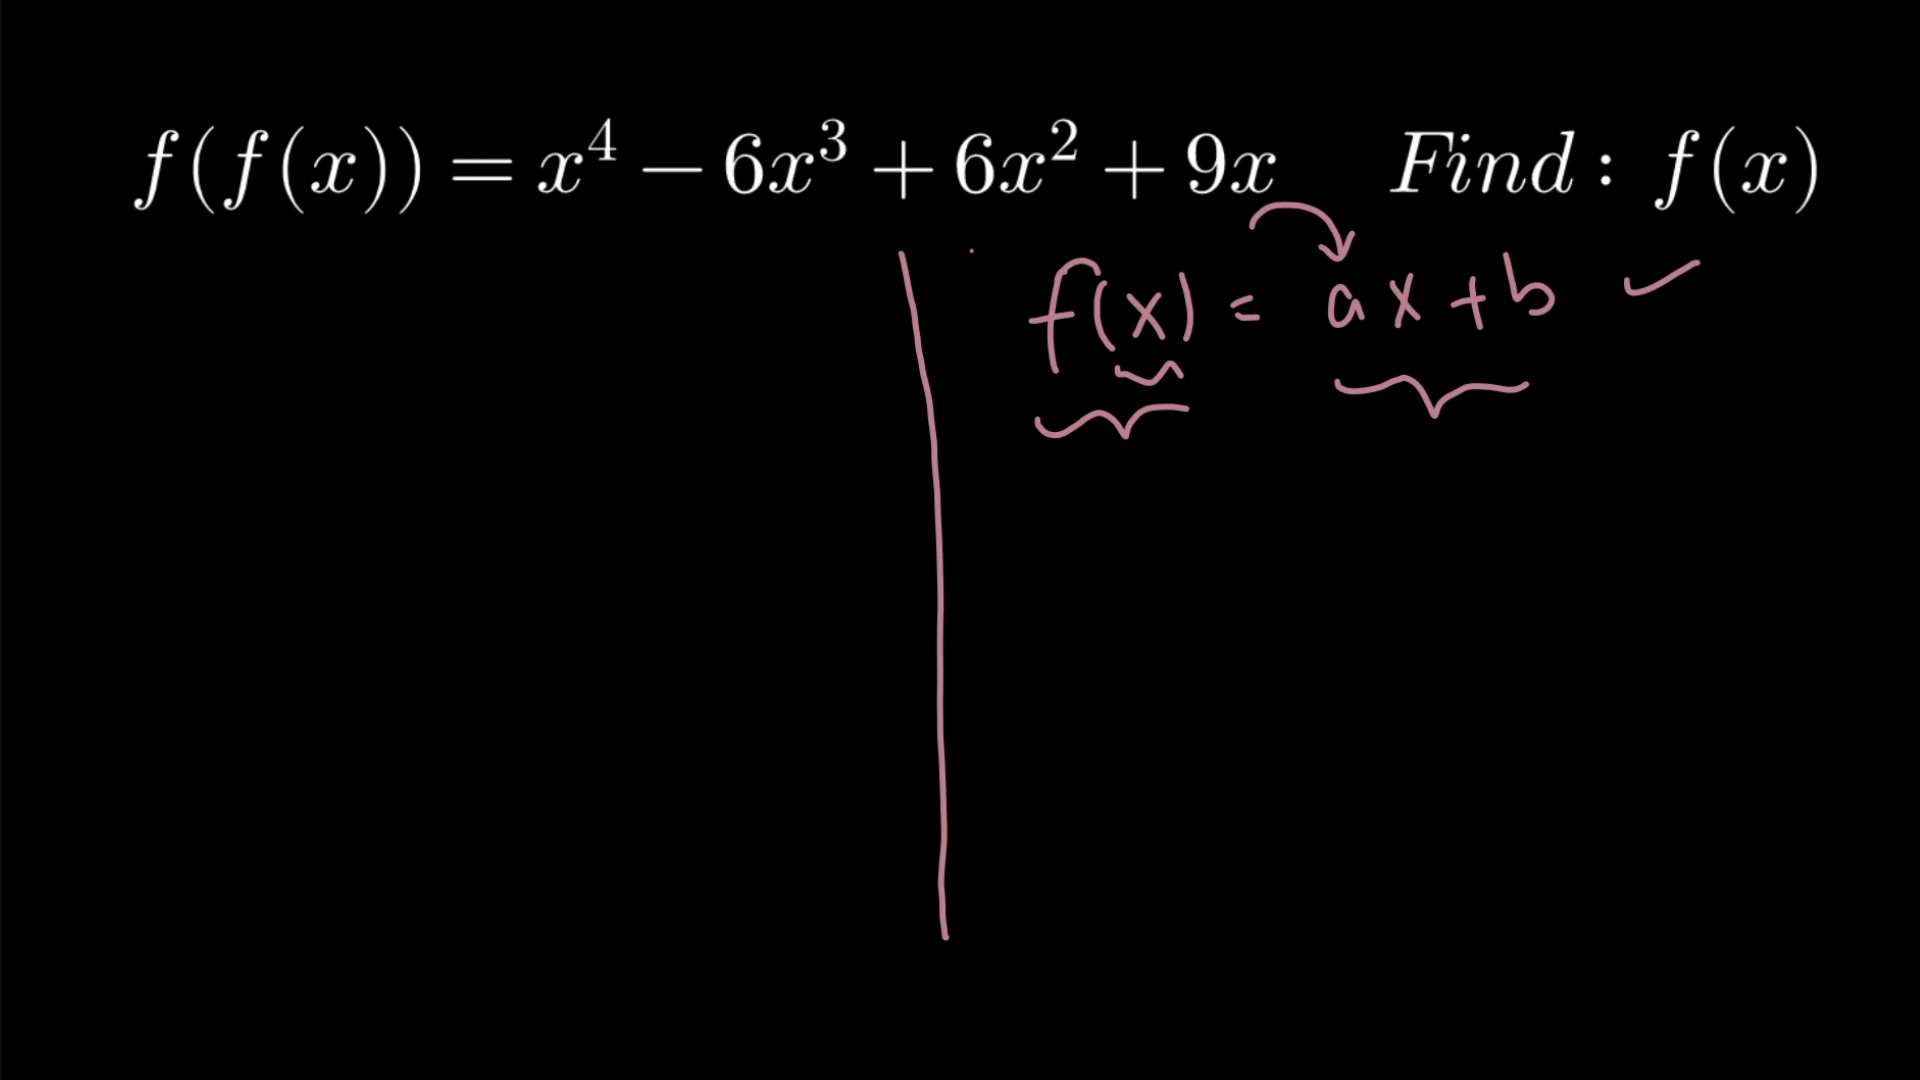 f(f(x)) = x⁴ − 6x³ + 6x² + 9x Find : f(x)
f(x) = ax + b